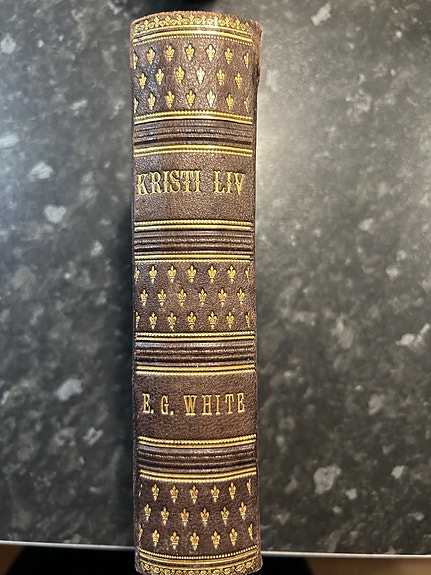 KRISTI LIV
E. G. WHITE